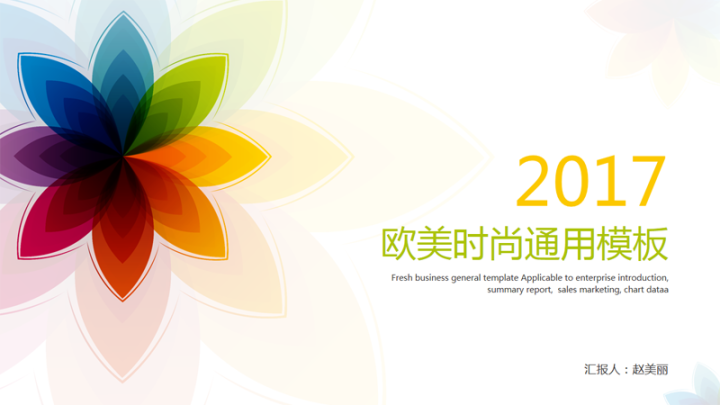 2017
欧美时尚通用模板
Fresh business general template Applicable to enterprise introduction,
summary report, sales marketing, chart dataa
汇报人：赵美丽